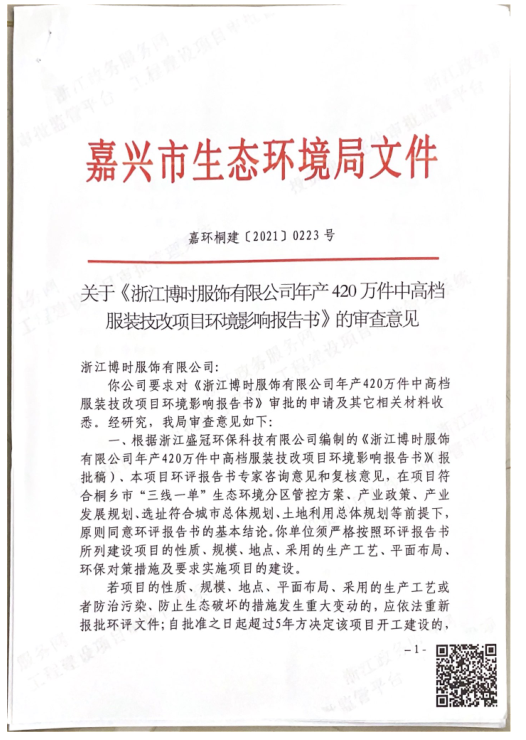 嘉兴市生态环境局文件
嘉环桐建〔2021〕0223号
关于《浙江博时服饰有限公司年产 420 万件中高档
服装技改项目环境影响报告书》的审查意见
浙江博时服饰有限公司:
你公司要求对《浙江博时服饰有限公司年产420万件中高档
服装技改项目环境影响报告书》审批的申请及其它相关材料收
悉。经研究，我局审查意见如下:
一、根据浙江盛冠环保科技有限公司编制的《浙江博时服饰
有限公司年产420万件中高档服装技改项目环境影响报告书》(报
批稿)、本项目环评报告书专家咨询意见和复核意见，在项目符
合桐乡市“三线一单”生态环境分区管控方案、产业政策、产业
发展规划、选址符合城市总体规划、土地利用总体规划等前提下，
原则同意环评报告书的基本结论。你单位须严格按照环评报告书
所列建设项目的性质、规模、地点、采用的生产工艺、平面布局、
环保对策措施及要求实施项目的建设。
若项目的性质、规模、地点、平面布局、采用的生产工艺或
者防治污染、防止生态破坏的措施发生重大变动的，应依法重新
报批环评文件;自批准之日起超过5年方决定该项目开工建设的，
-1-